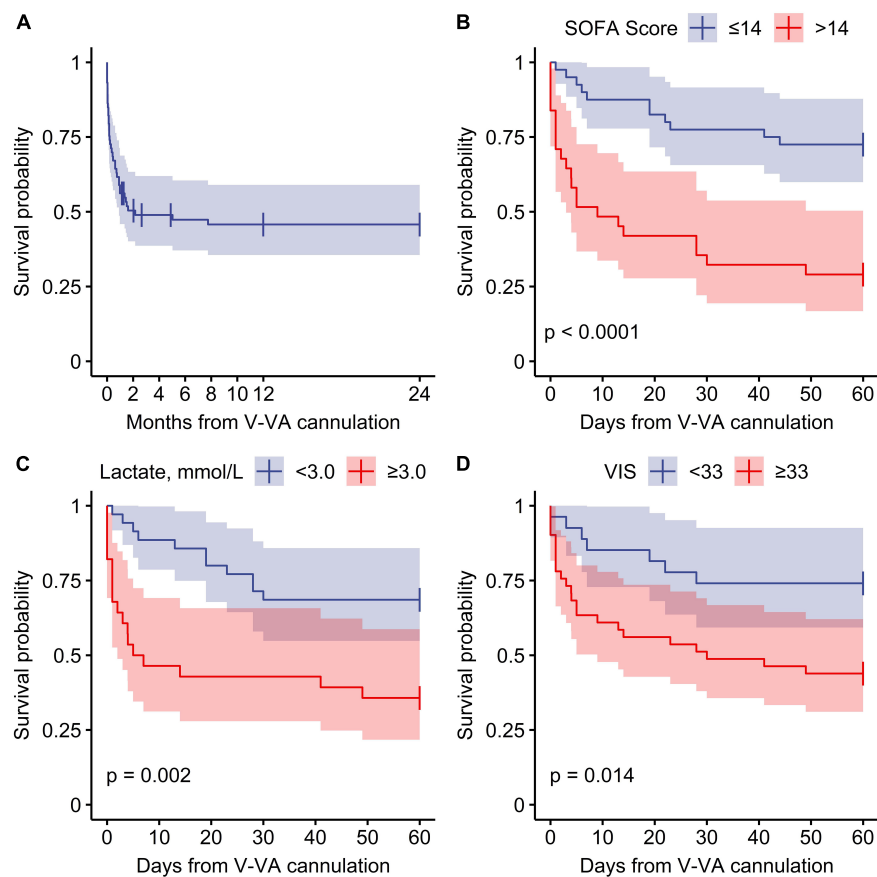 A
Survival probability
1
0.75
0.5
0.25
0
0 2 4 6 8 10 12 24
Months from V-VA cannulation
B
SOFA Score ≤14 >14
Survival probability
1
0.75
0.5
0.25
0
p < 0.0001
0 10 20 30 40 50 60
Days from V-VA cannulation
C
Lactate, mmol/L <3.0 ≥3.0
Survival probability
1
0.75
0.5
0.25
0
p = 0.002
0 10 20 30 40 50 60
Days from V-VA cannulation
D
VIS <33 ≥33
Survival probability
1
0.75
0.5
0.25
0
p = 0.014
0 10 20 30 40 50 60
Days from V-VA cannulation